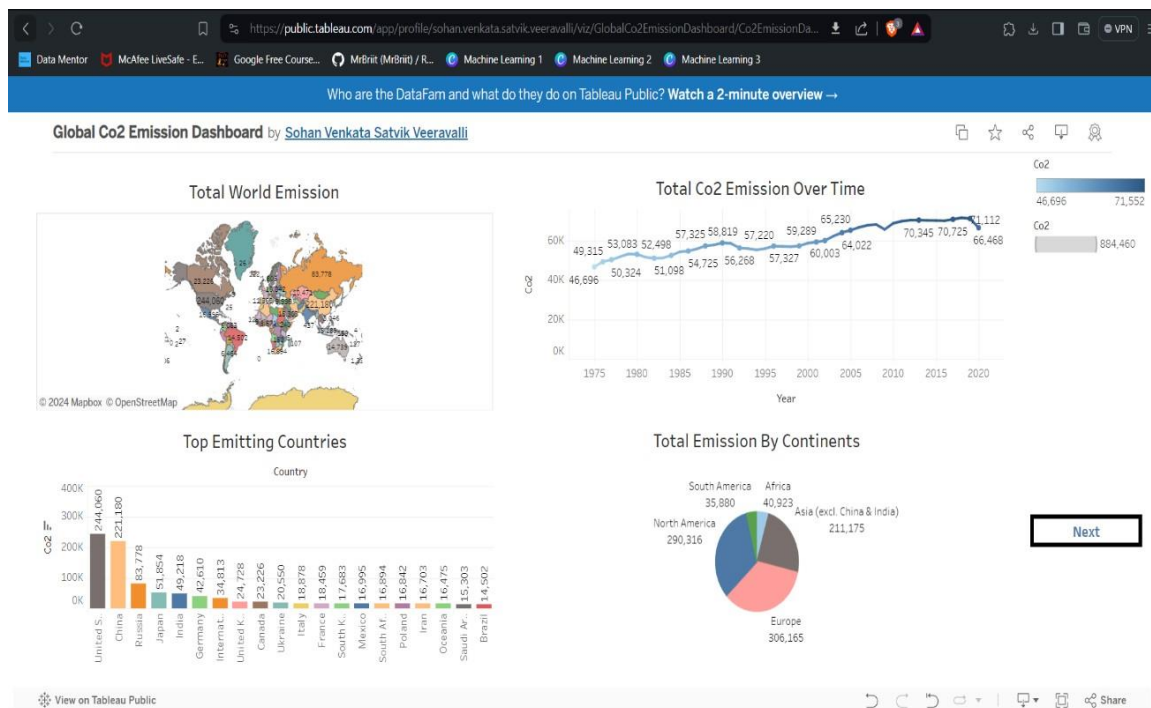 https://public.tableau.com/app/profile/sohan.venkata.satvik.veeravalli/viz/GlobalCo2EmissionDashboard/Co2EmissionDa...
VPN
Data Mentor
McAfee LiveSafe - E...
Google Free Course...
MrBriit (MrBriit) / R...
Machine Learning 1
Machine Learning 2
Machine Learning 3
Who are the DataFam and what do they do on Tableau Public? Watch a 2-minute overview →
Global Co2 Emission Dashboard by Sohan Venkata Satvik Veeravalli
Total World Emission
23,226
244,060
83,778
221,180
14,502
© 2024 Mapbox © OpenStreetMap
Total Co2 Emission Over Time
Co2
60K
40K
20K
0K
46,696
49,315
50,324
53,083
52,498
51,098
57,325
54,725
58,819
56,268
57,220
57,327
59,289
60,003
65,230
64,022
70,345
70,725
71,112
66,468
1975
1980
1985
1990
1995
2000
2005
2010
2015
2020
Year
Co2
46,696
71,552
Co2
884,460
Top Emitting Countries
Country
Co2
400K
300K
200K
100K
0K
244,060
221,180
83,778
51,854
49,218
42,610
34,813
24,728
23,226
20,550
18,878
18,459
17,683
16,995
16,894
16,842
16,703
16,475
15,303
14,502
United S..
China
Russia
Japan
India
Germany
Internat..
United K..
Canada
Ukraine
Italy
France
South K..
Mexico
South Af..
Poland
Iran
Oceania
Saudi Ar..
Brazil
Total Emission By Continents
South America
35,880
Africa
40,923
Asia (excl. China & India)
211,175
North America
290,316
Europe
306,165
Next
View on Tableau Public
Share